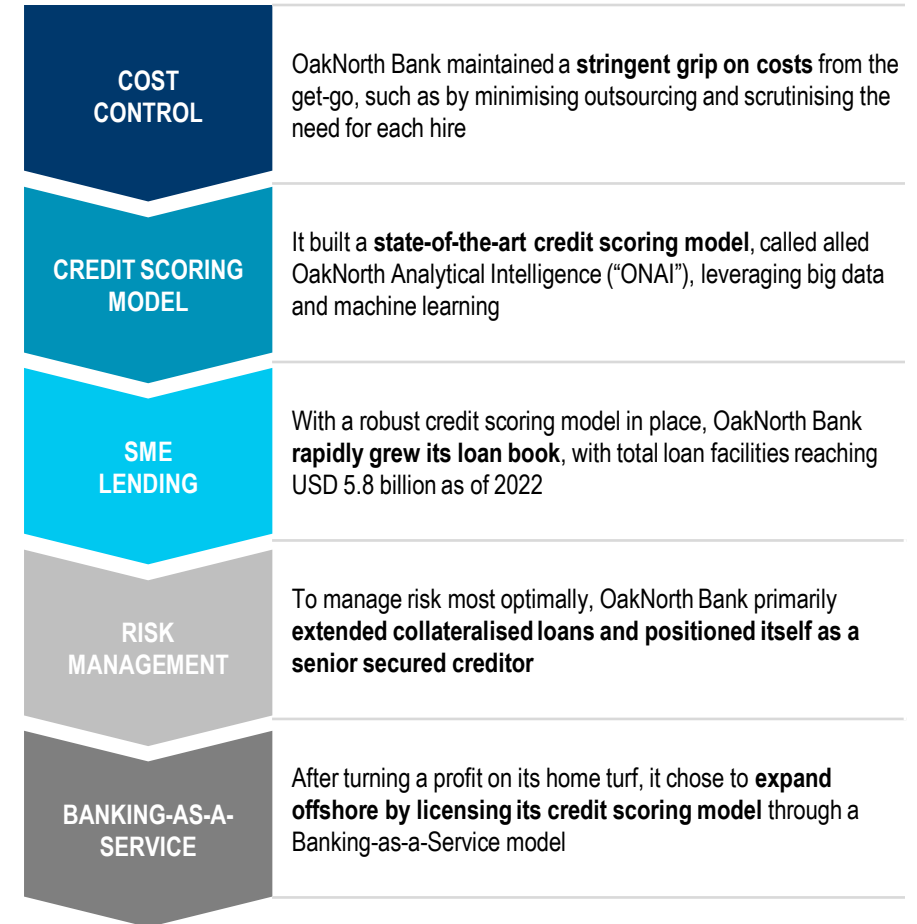 COST
CONTROL
OakNorth Bank maintained a stringent grip on costs from the
get-go, such as by minimising outsourcing and scrutinising the
need for each hire
CREDIT SCORING
MODEL
It built a state-of-the-art credit scoring model, called alled
OakNorth Analytical Intelligence (“ONAI”), leveraging big data
and machine learning
SME
LENDING
With a robust credit scoring model in place, OakNorth Bank
rapidly grew its loan book, with total loan facilities reaching
USD 5.8 billion as of 2022
RISK
MANAGEMENT
To manage risk most optimally, OakNorth Bank primarily
extended collateralised loans and positioned itself as a
senior secured creditor
BANKING-AS-A-
SERVICE
After turning a profit on its home turf, it chose to expand
offshore by licensing its credit scoring model through a
Banking-as-a-Service model